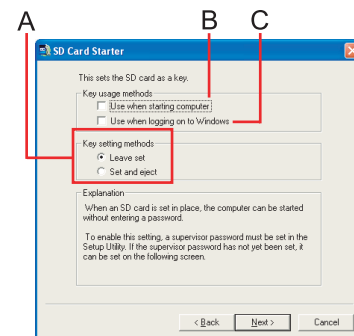 A
B
C
SD Card Starter
This sets the SD card as a key.
Key usage methods
Use when starting computer
Use when logging on to Windows
Key setting methods
Leave set
Set and eject
Explanation
When an SD card is set in place, the computer can be started
without entering a password.
To enable this setting, a supervisor password must be set in the
Setup Utility. If the supervisor password has not yet been set, it
can be set on the following screen.
< Back
Next >
Cancel